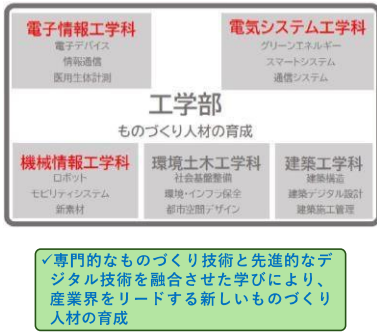 電子情報工学科
電子デバイス
情報通信
医用生体計測
電気システム工学科
グリーンエネルギー
スマートシステム
通信システム
工学部
ものづくり人材の育成
機械情報工学科
ロボット
モビリティシステム
新素材
環境土木工学科
社会基盤整備
環境・インフラ保全
都市空間デザイン
建築工学科
建築構造
建築デジタル設計
建築施工管理
✓専門的なものづくり技術と先進的なデ
ジタル技術を融合させた学びにより、
産業界をリードする新しいものづくり
人材の育成